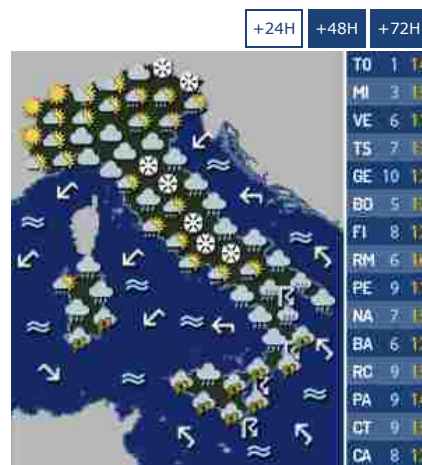 +24H +48H +72H
TO 1
MI 3
VE 6
TS 7
GE 10
BO 5
FI 8
RM 6
PE 9
NA 7
BA 6
RC 9
PA 9
CT 9
CA 8